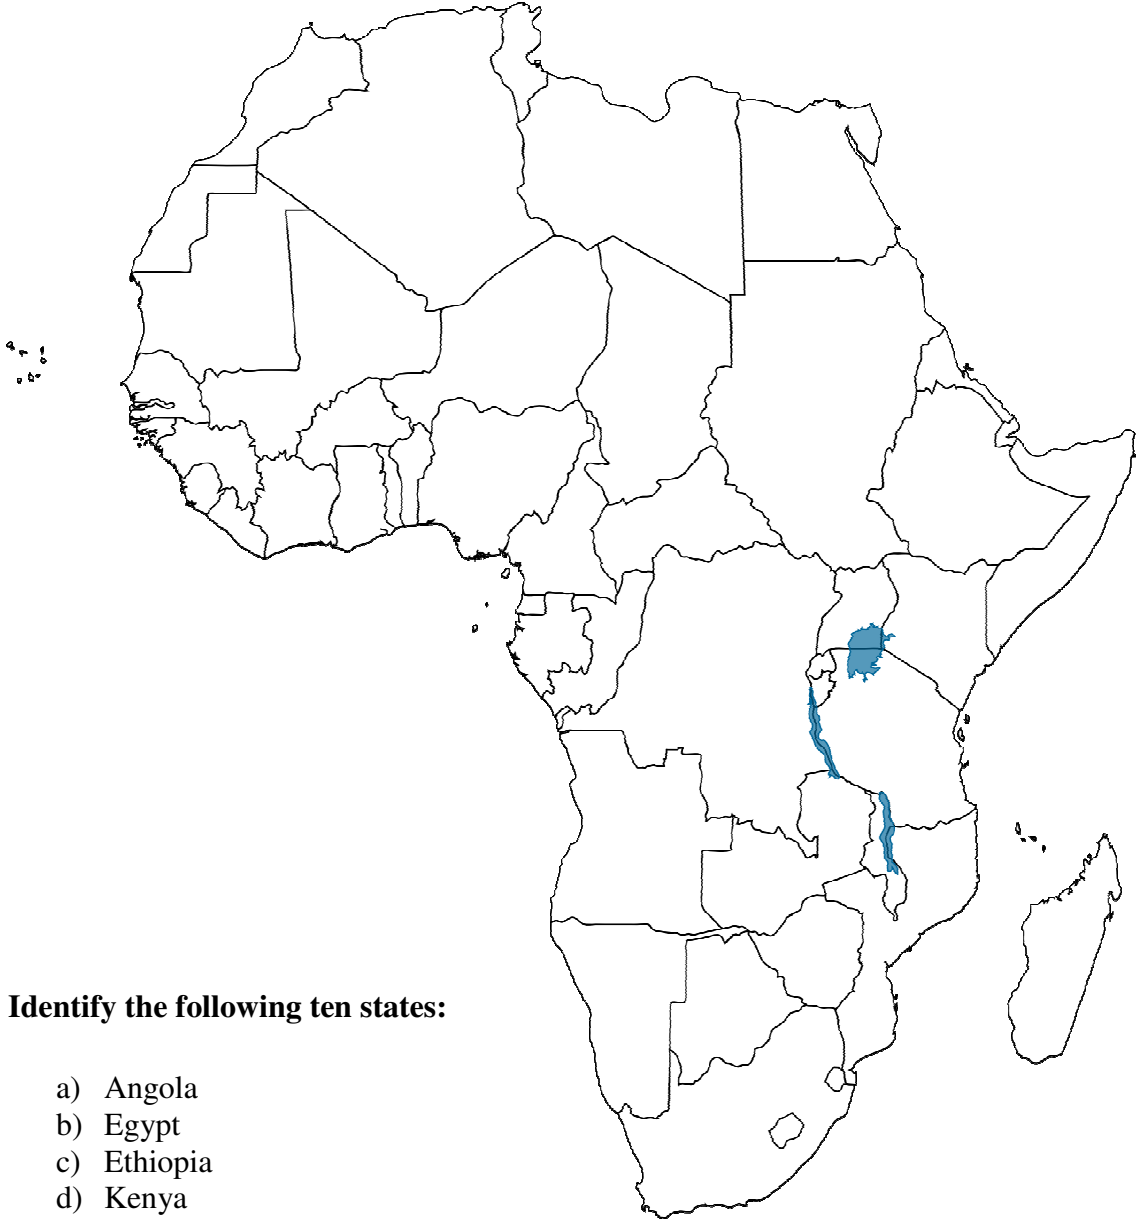 Identify the following ten states:
a) Angola
b) Egypt
c) Ethiopia
d) Kenya